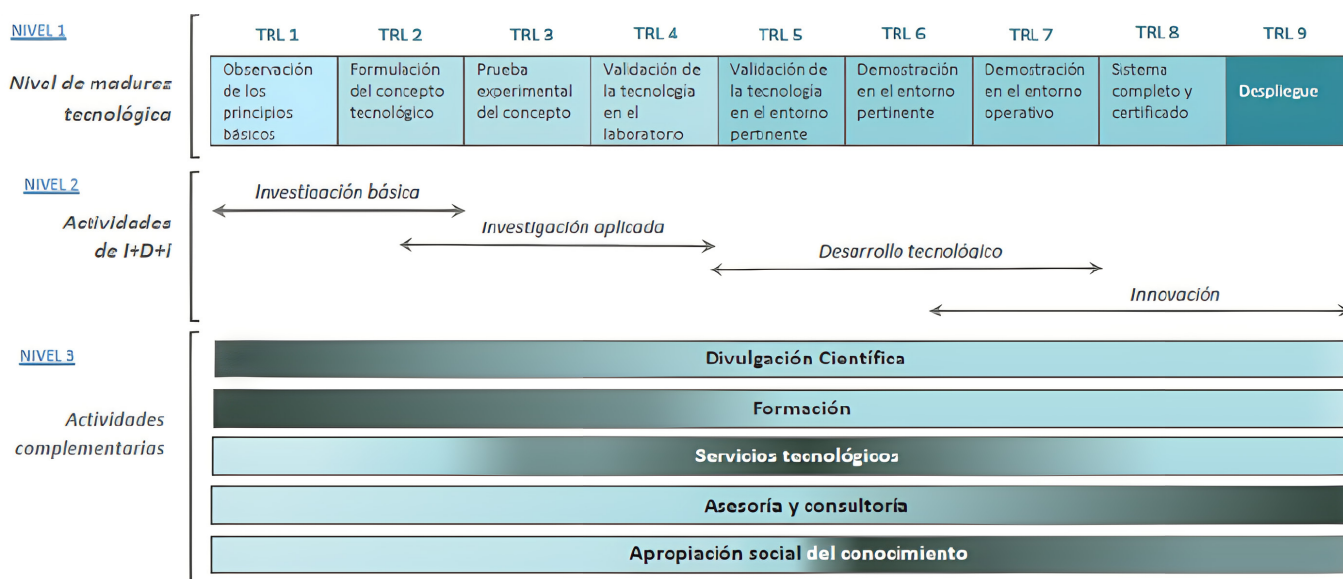 NIVEL 1
TRL 1 TRL 2 TRL 3 TRL 4 TRL 5 TRL 6 TRL 7 TRL 8 TRL 9
Nivel de madurez
tecnológica
Observación
de los
principios
básicos
Formulación
del concepto
tecnológico
Prueba
experimental
del concepto
Validación de
la tecnología
en el
laboratorio
Validación de
la tecnología
en el entorno
pertinente
Demostración
en el entorno
pertinente
Demostración
en el entorno
operativo
Sistema
completo y
certificado
Despliegue
NIVEL 2
Actividades
de I+D+i
Investigación básica
Investigación aplicada
Desarrollo tecnológico
Innovación
NIVEL 3
Actividades
complementarias
Divulgación Científica
Formación
Servicios tecnológicos
Asesoría y consultoría
Apropiación social del conocimiento